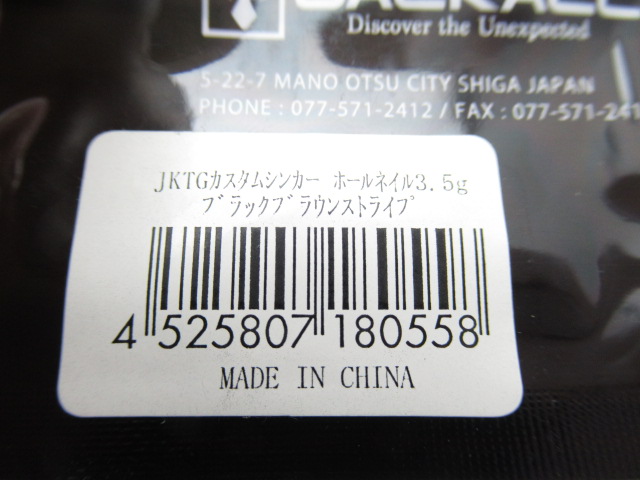 Discover the Unexpected
5-22-7 MANO OTSU CITY SHIGA JAPAN
PHONE : 077-571-2412 / FAX : 077-571-241
JKTGｶｽﾀﾑｼﾝｶｰ ﾎｰﾙﾈｲﾙ3.5g
ﾌﾞﾗｯｸﾌﾞﾗｳﾝｽﾄﾗｲﾌﾟ
4 525807 180558
MADE IN CHINA